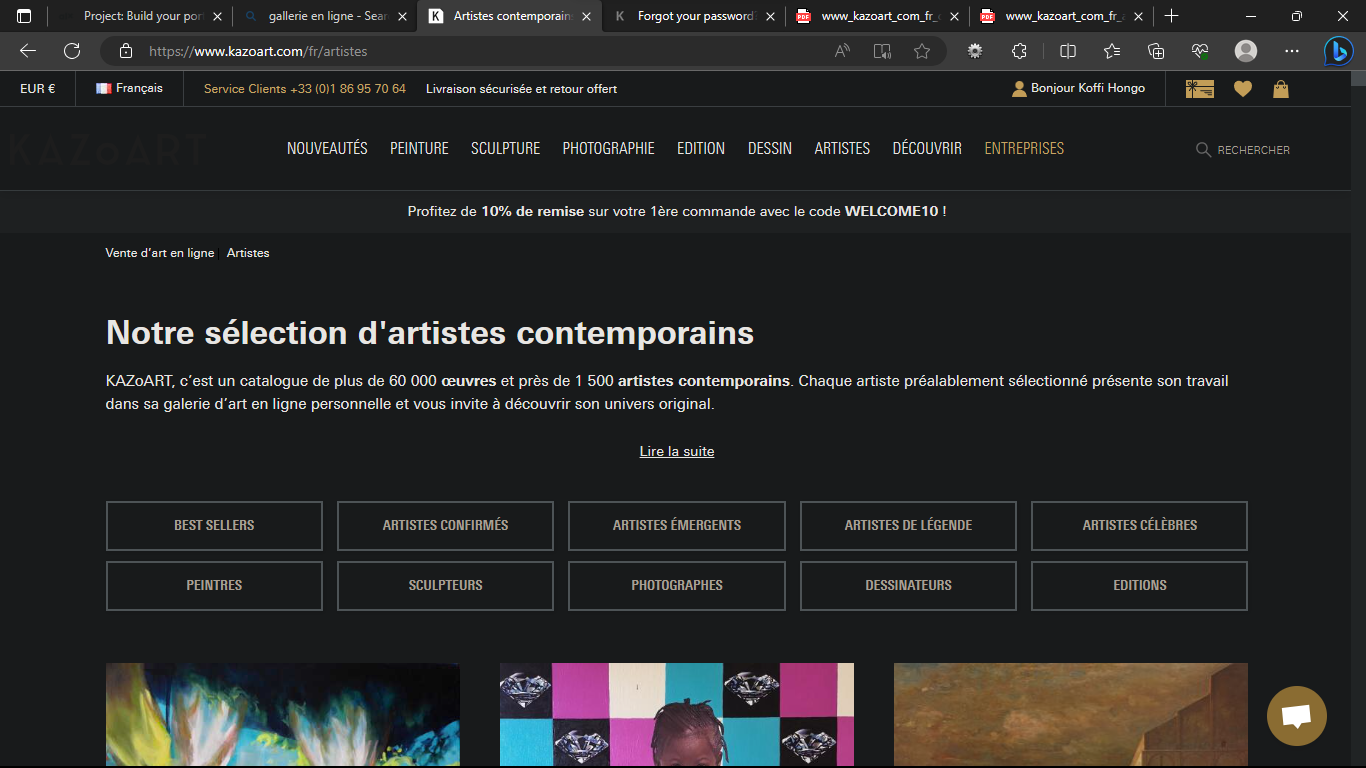 Project: Build your por
gallerie en ligne - Sear
Artistes contemporain
Forgot your password?
www_kazoart_com_fr_
www_kazoart_com_fr_a
https://www.kazoart.com/fr/artistes
EUR €
Français
Service Clients +33 (0)1 86 95 70 64
Livraison sécurisée et retour offert
Bonjour Koffi Hongo
KAZoART
NOUVEAUTÉS
PEINTURE
SCULPTURE
PHOTOGRAPHIE
EDITION
DESSIN
ARTISTES
DÉCOUVRIR
ENTREPRISES
RECHERCHER
Profitez de 10% de remise sur votre 1ère commande avec le code WELCOME10 !
Vente d’art en ligne
Artistes
Notre sélection d'artistes contemporains
KAZoART, c’est un catalogue de plus de 60 000 œuvres et près de 1 500 artistes contemporains. Chaque artiste préalablement sélectionné présente son travail
dans sa galerie d’art en ligne personnelle et vous invite à découvrir son univers original.
Lire la suite
BEST SELLERS
ARTISTES CONFIRMÉS
ARTISTES ÉMERGENTS
ARTISTES DE LÉGENDE
ARTISTES CÉLÈBRES
PEINTRES
SCULPTEURS
PHOTOGRAPHES
DESSINATEURS
EDITIONS